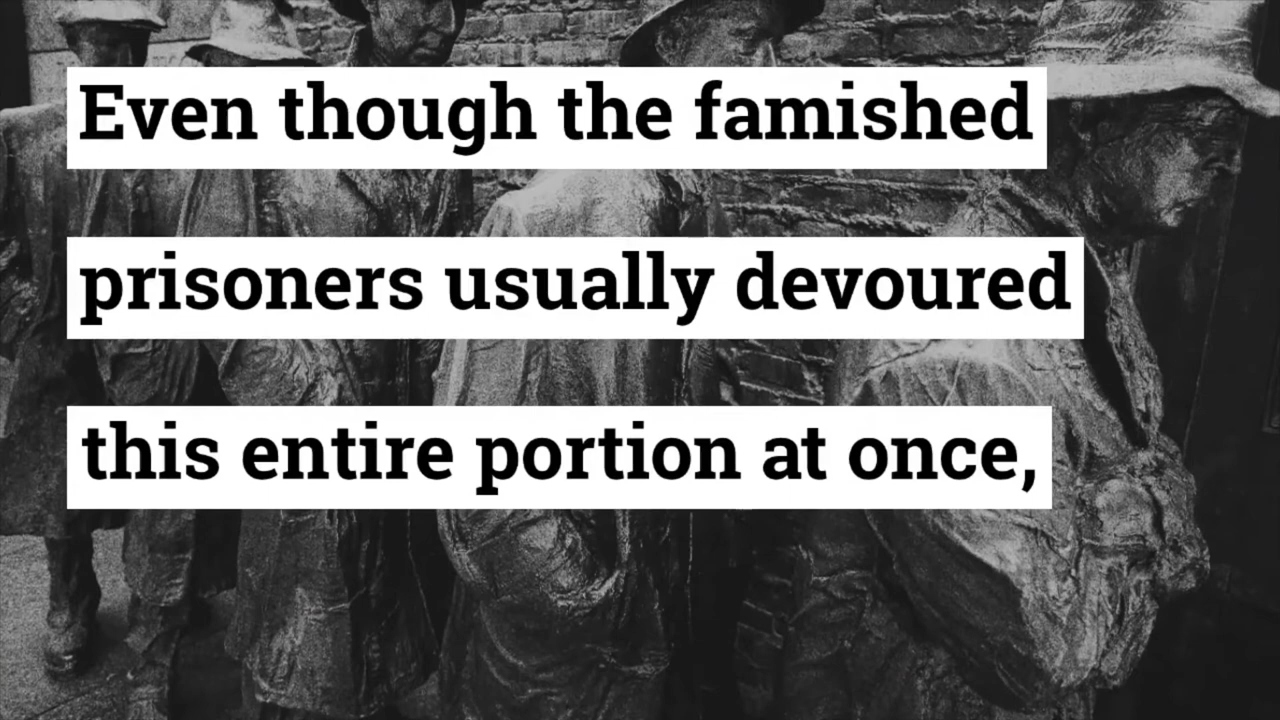 Even though the famished
prisoners usually devoured
this entire portion at once,